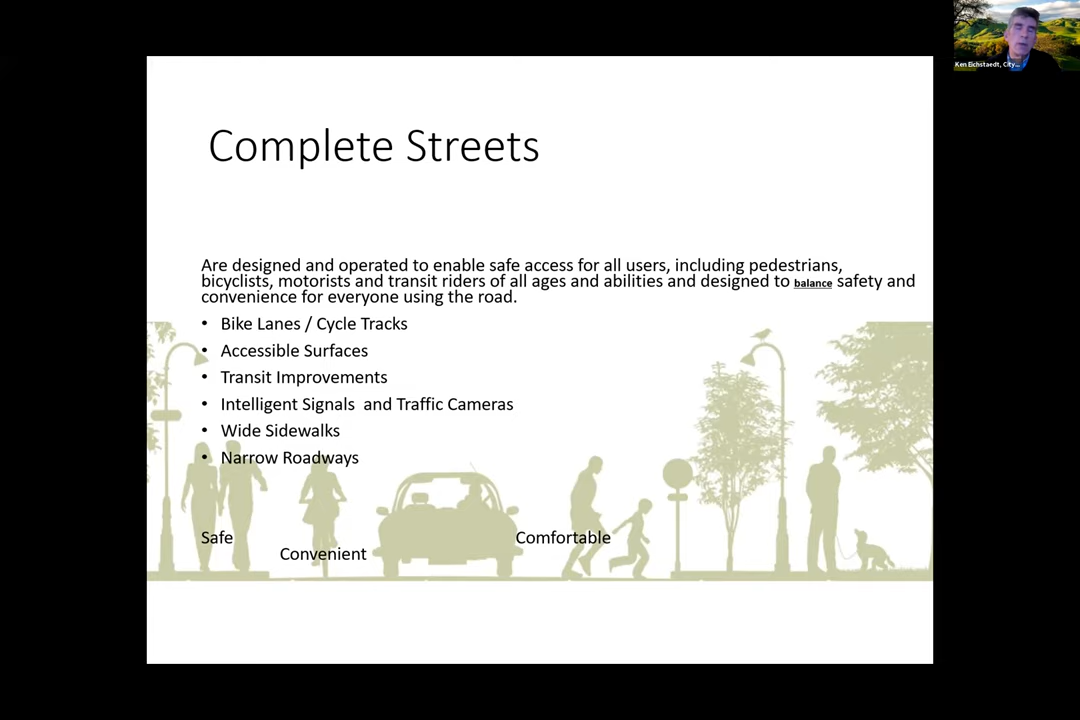 Ken Eichstaedt, City...
Complete Streets
Are designed and operated to enable safe access for all users, including pedestrians,
bicyclists, motorists and transit riders of all ages and abilities and designed to balance safety and
convenience for everyone using the road.
• Bike Lanes / Cycle Tracks
• Accessible Surfaces
• Transit Improvements
• Intelligent Signals  and Traffic Cameras
• Wide Sidewalks
• Narrow Roadways
Safe
Comfortable
Convenient